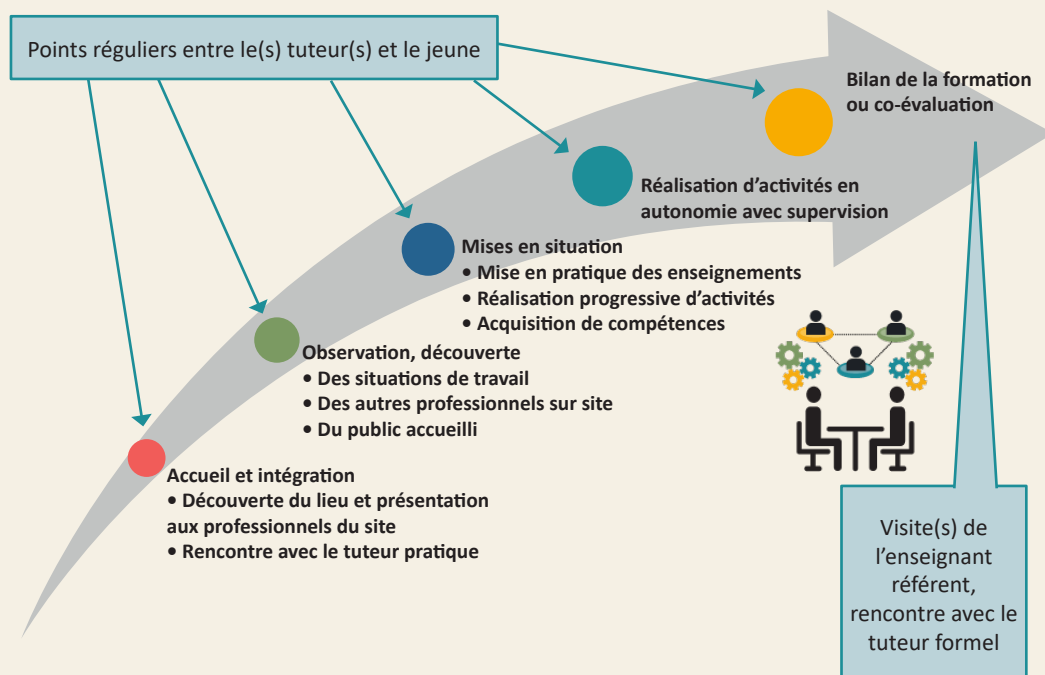 Points réguliers entre le(s) tuteur(s) et le jeune
Bilan de la formation
ou co-évaluation
Réalisation d’activités en
autonomie avec supervision
Mises en situation
• Mise en pratique des enseignements
• Réalisation progressive d’activités
• Acquisition de compétences
Observation, découverte
• Des situations de travail
• Des autres professionnels sur site
• Du public accueilli
Accueil et intégration
• Découverte du lieu et présentation
aux professionnels du site
• Rencontre avec le tuteur pratique
Visite(s) de
l’enseignant
référent,
rencontre avec le
tuteur formel